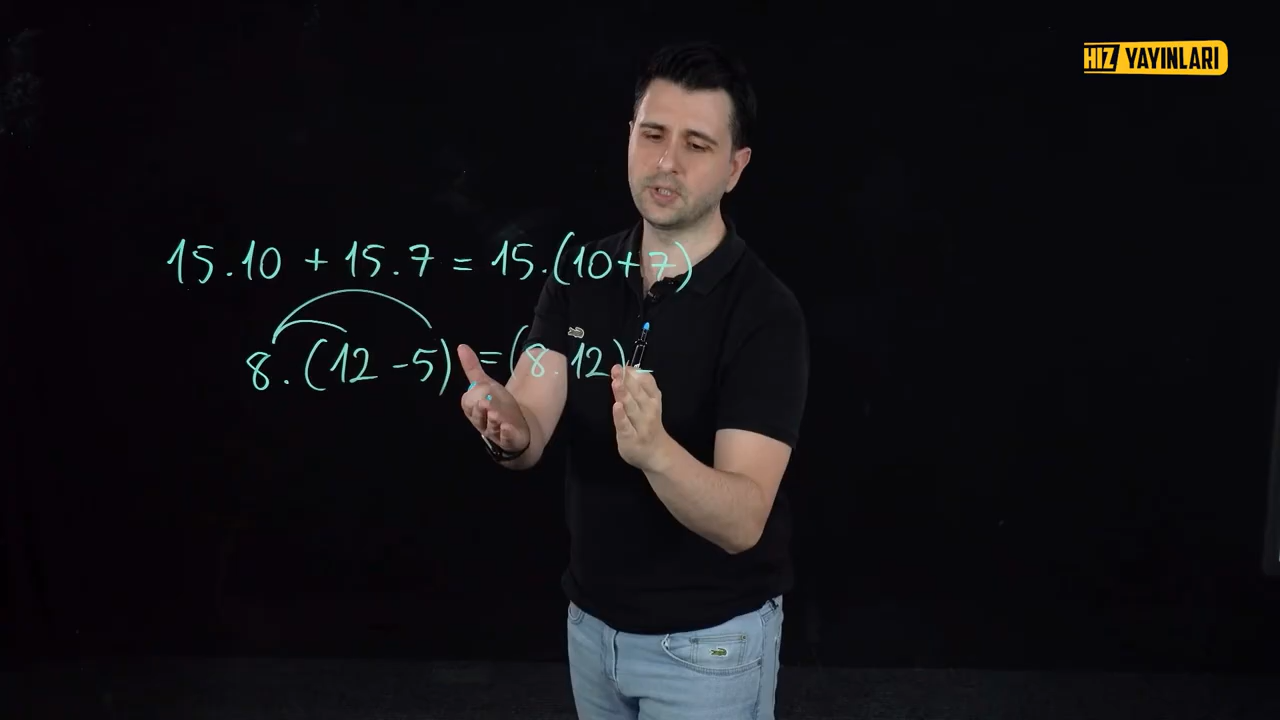 HIZ YAYINLARI
15.10 + 15.7 = 15.(10+7)
8.(12-5) = (8.12) -